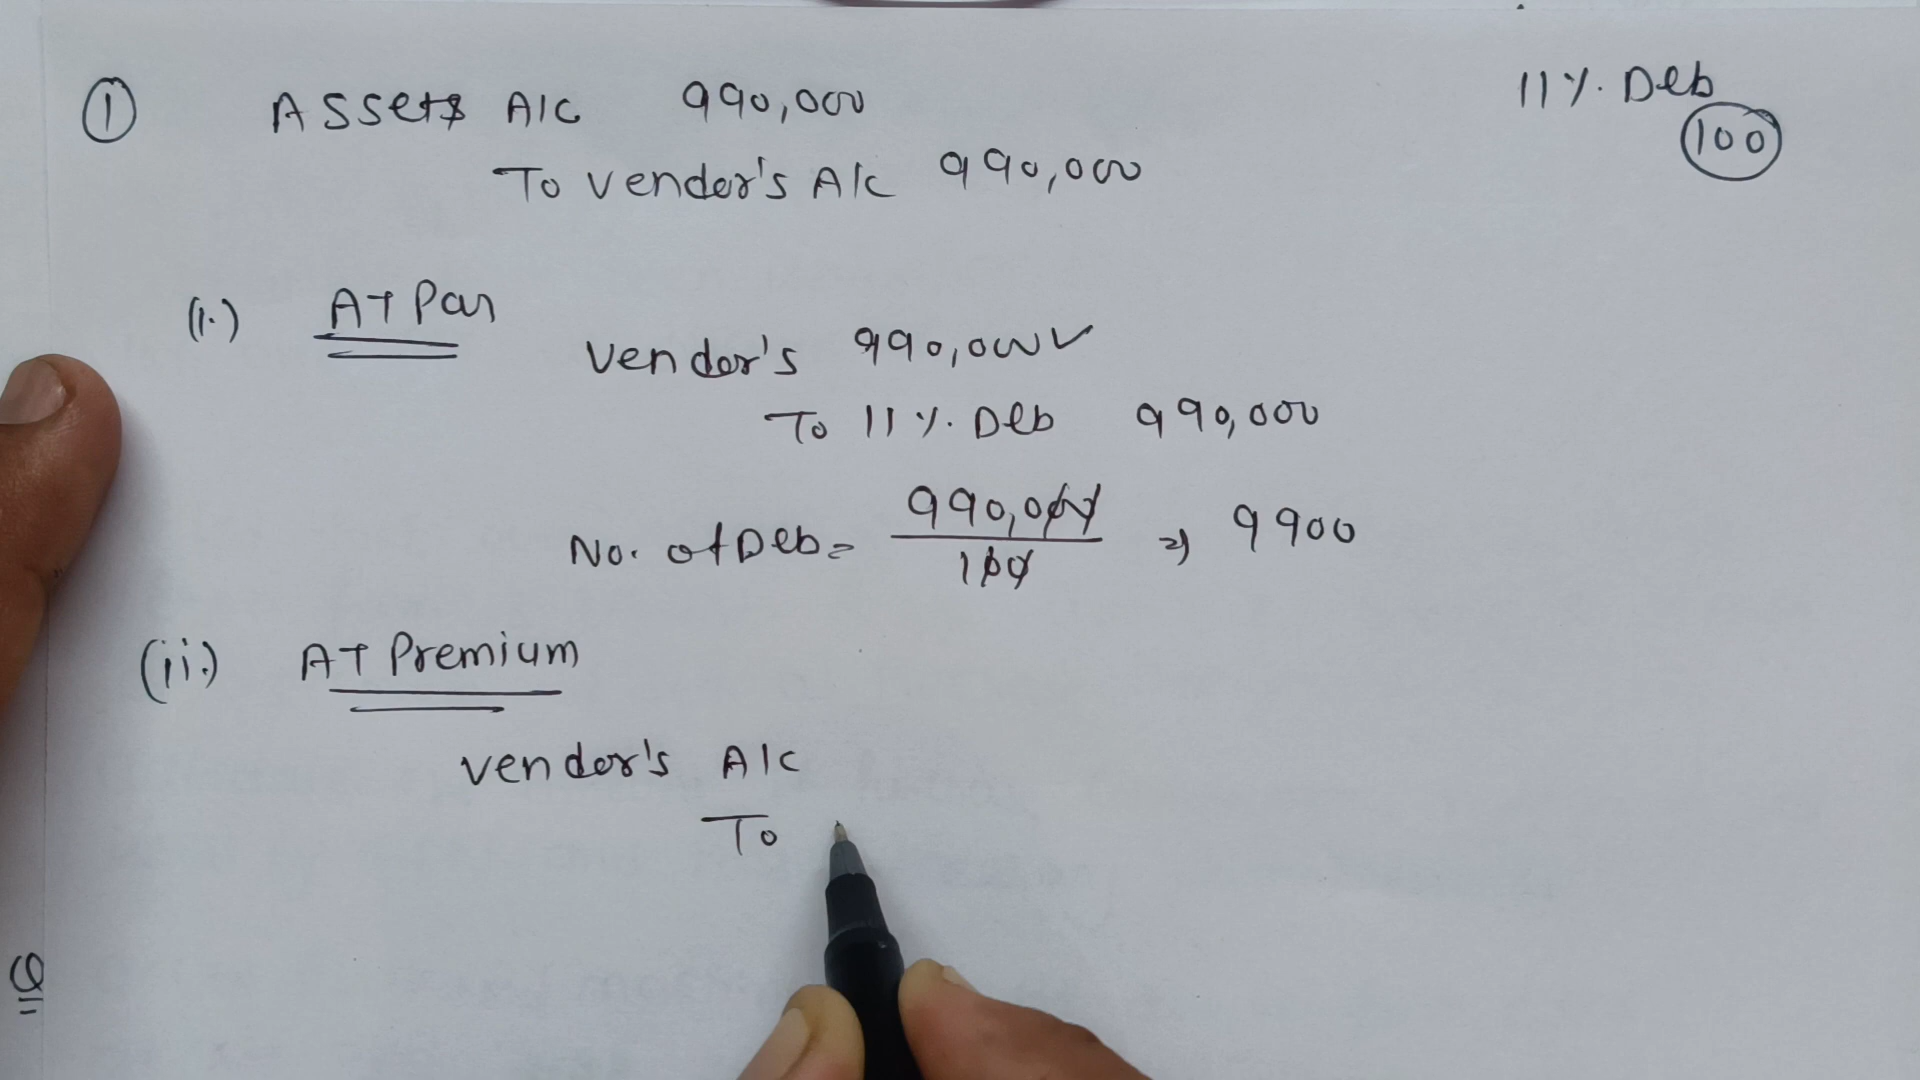 ① Assets A/C 990,000
To vendor's A/C 990,000
11%. Deb
100
(i.) At Par
vendor's 990,000 ✓
To 11%. Deb 990,000
No. of Deb = 990,000 / 100 => 9900
(ii.) At Premium
vendor's A/C
To
Q